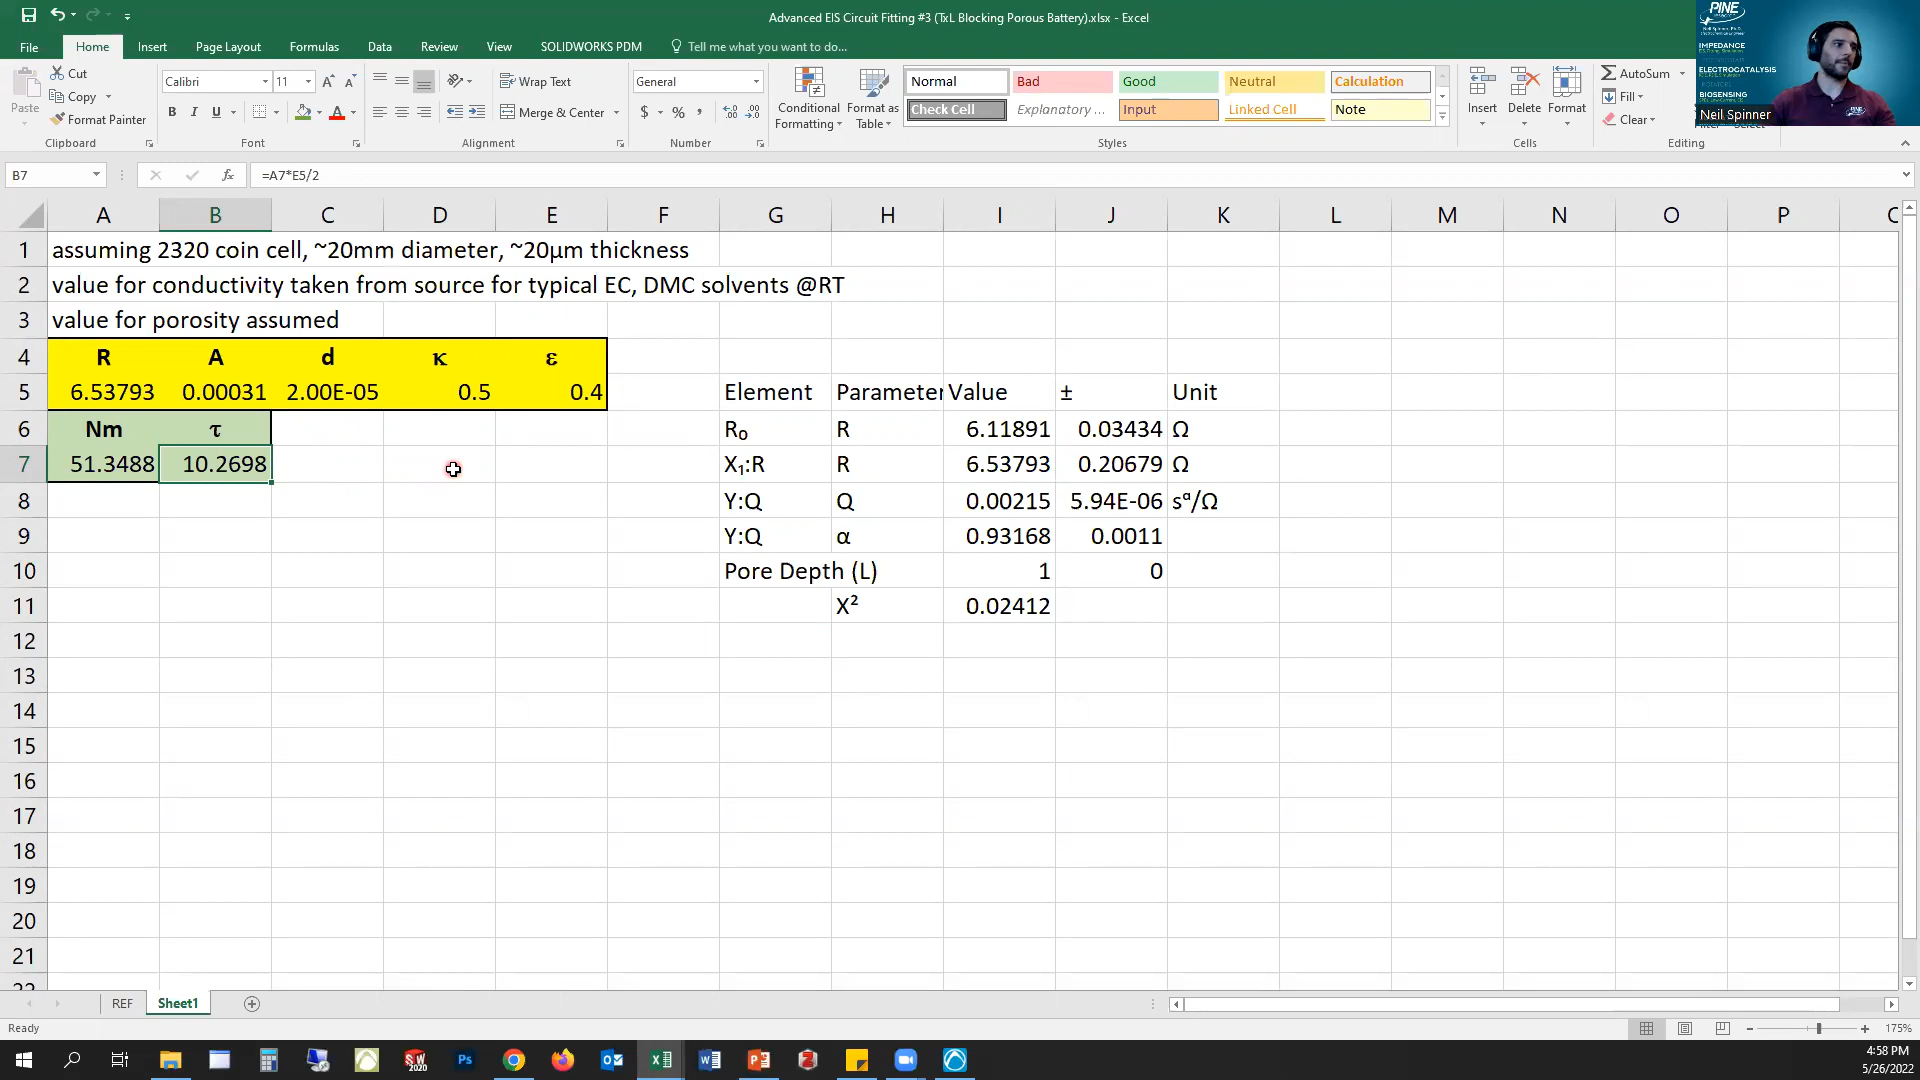 Advanced EIS Circuit Fitting #3 (TxL Blocking Porous Battery).xlsx - Excel
File Home Insert Page Layout Formulas Data Review View SOLIDWORKS PDM Tell me what you want to do...
PINE
IMPEDANCE
ELECTROCATALYSIS
BIOSENSING
Neil Spinner
Paste Cut Copy Format Painter
Calibri 11
B I U
Wrap Text
Merge & Center
General
$ % ,
Conditional Formatting Format as Table
Normal Bad Good Neutral Calculation
Check Cell Explanatory ... Input Linked Cell Note
Insert Delete Format
AutoSum
Fill
Clear
Clipboard Font Alignment Number Styles Cells Editing
B7 fx =A7*E5/2
A B C D E F G H I J K L M N O P
1 assuming 2320 coin cell, ~20mm diameter, ~20µm thickness
2 value for conductivity taken from source for typical EC, DMC solvents @RT
3 value for porosity assumed
4 R A d κ ε
5 6.53793 0.00031 2.00E-05 0.5 0.4 Element Parameter Value ± Unit
6 Nm τ R₀ R 6.11891 0.03434 Ω
7 51.3488 10.2698 X₁:R R 6.53793 0.20679 Ω
8 Y:Q Q 0.00215 5.94E-06 sᵅ/Ω
9 Y:Q α 0.93168 0.0011
10 Pore Depth (L) 1 0
11 X² 0.02412
12
13
14
15
16
17
18
19
20
21
REF Sheet1
Ready 175%
4:58 PM
5/26/2022